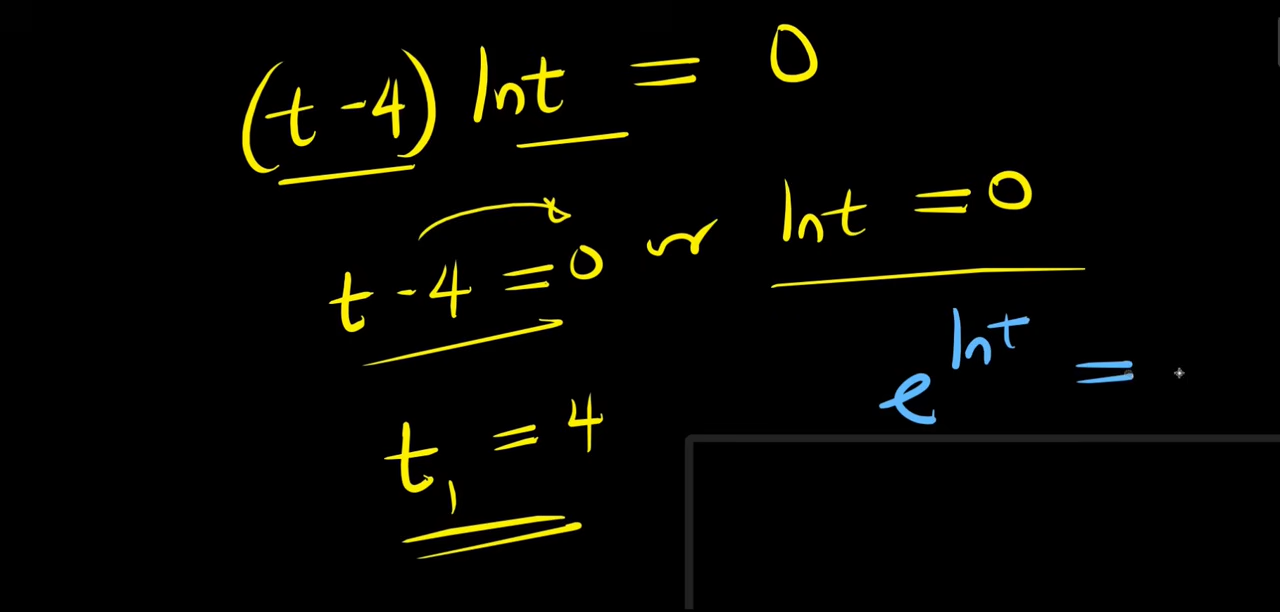 (t-4) ln t = 0
t-4=0 or ln t = 0
e^{ln t} =
t₁ = 4